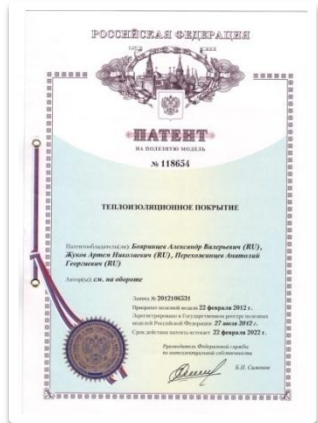 РОССИЙСКАЯ ФЕДЕРАЦИЯ
ПАТЕНТ
НА ПОЛЕЗНУЮ МОДЕЛЬ
№ 118654
ТЕПЛОИЗОЛЯЦИОННОЕ ПОКРЫТИЕ
Патентообладатель(ли): Бояринцев Александр Валерьевич (RU),
Жуков Артем Николаевич (RU), Перехожинцев Анатолий
Георгиевич (RU)
Автор(ы): см. на обороте
Заявка № 2012106531
Приоритет полезной модели 22 февраля 2012 г.
Зарегистрировано в Государственном реестре полезных
моделей Российской Федерации 27 июля 2012 г.
Срок действия патента истекает 22 февраля 2022 г.
Руководитель Федеральной службы
по интеллектуальной собственности
Б.П. Симонов